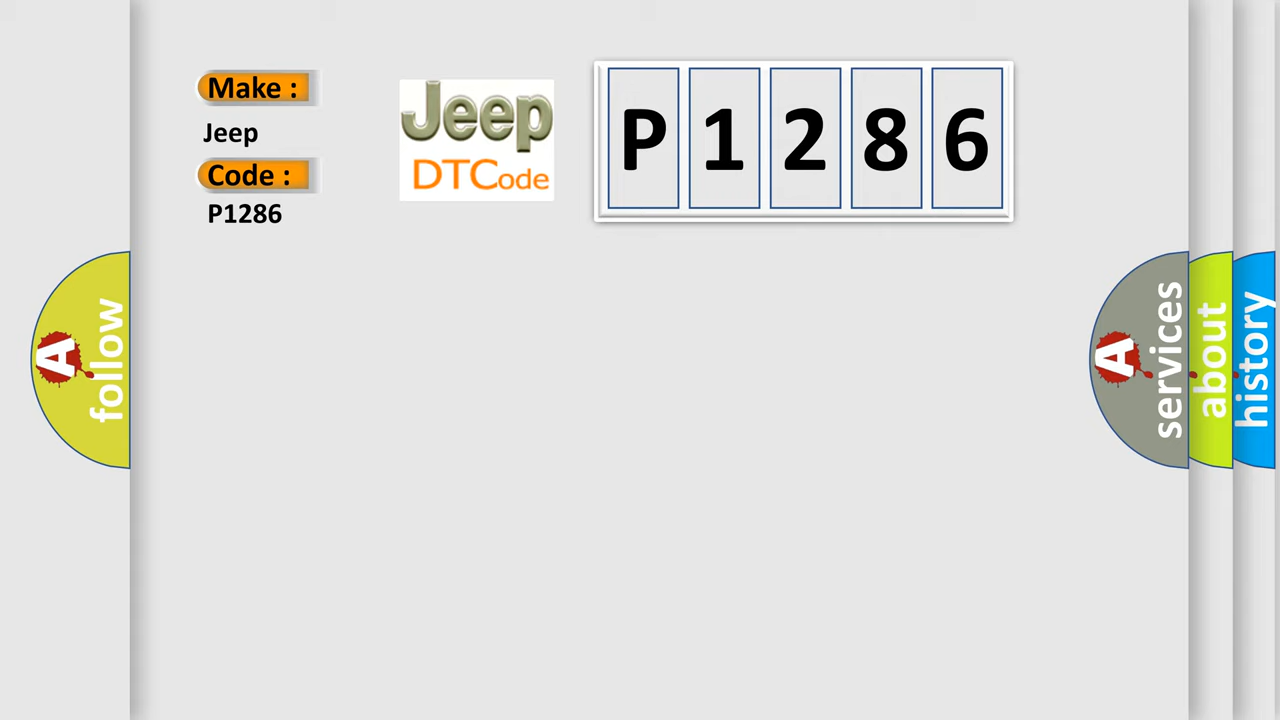 Make :
Jeep
Code :
P1286
Jeep
DTCode
P 1 2 8 6
A follow
A services
about
history